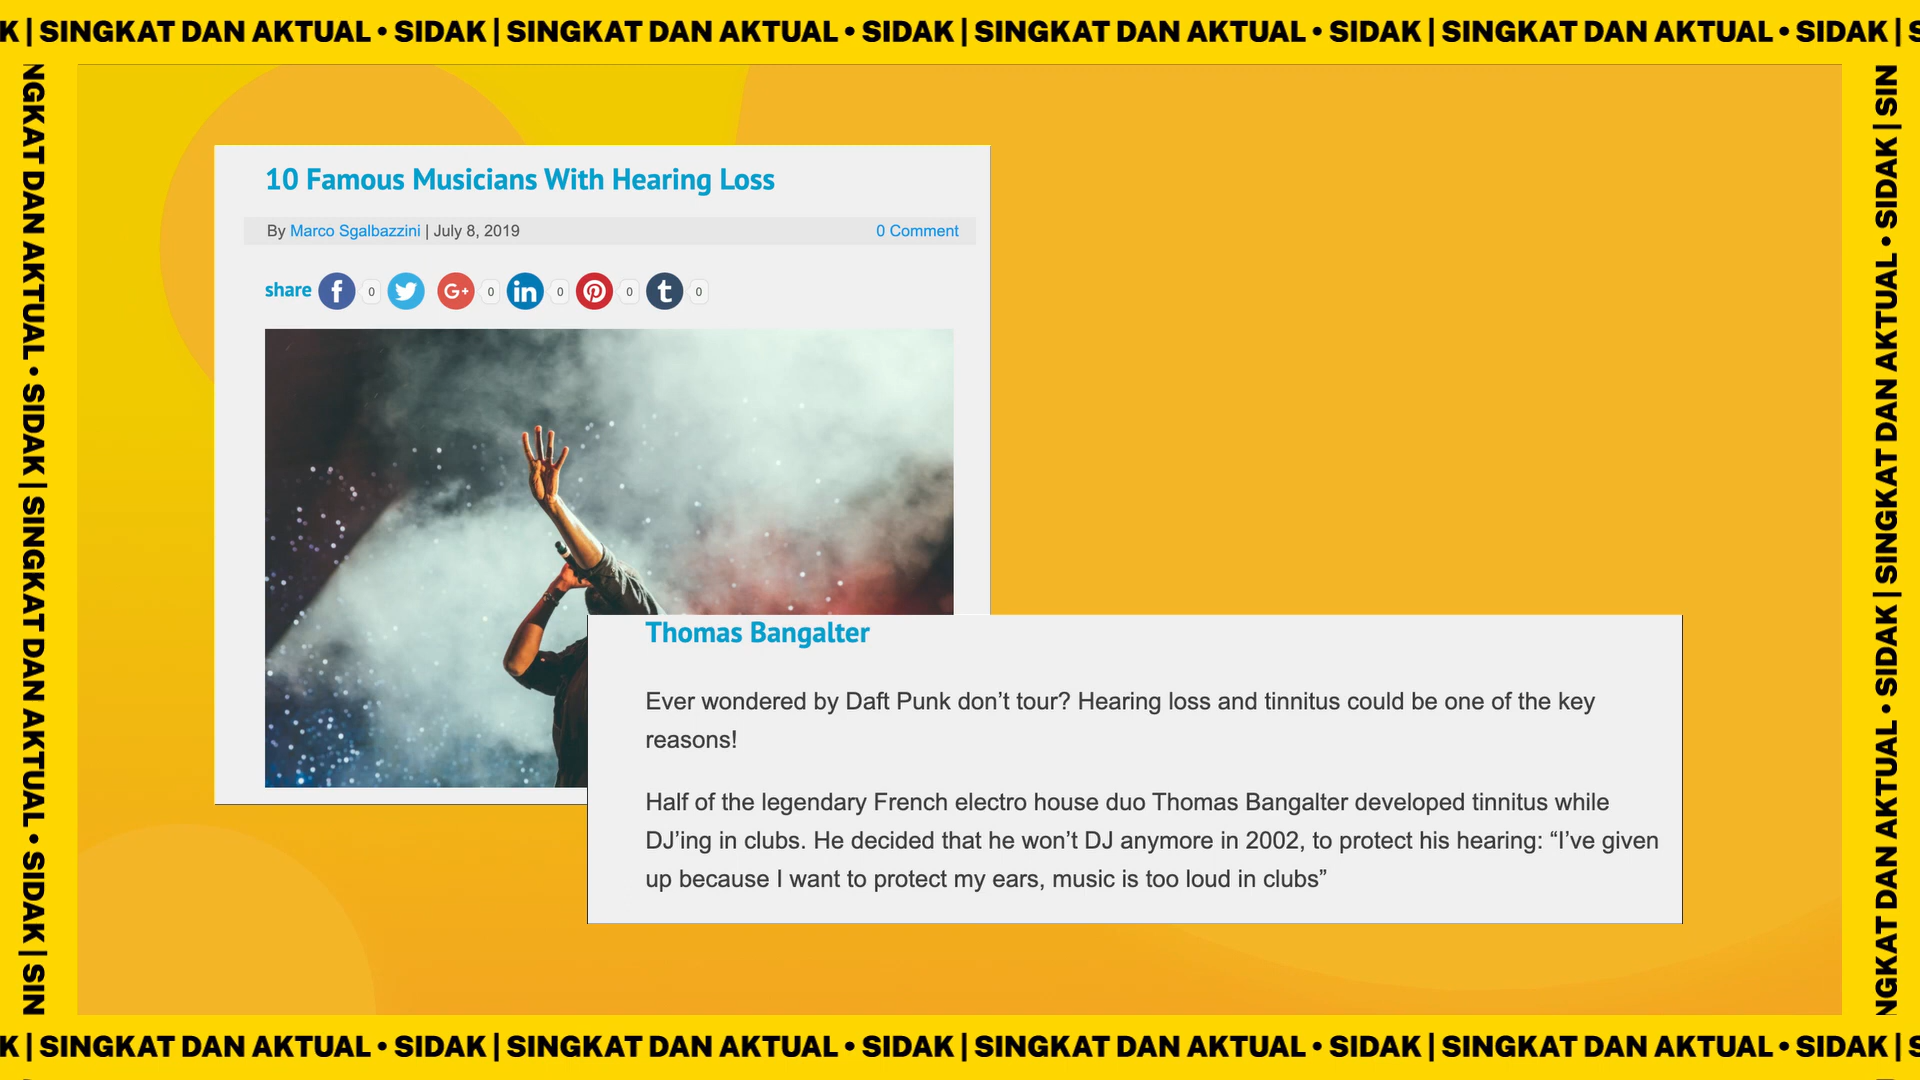 K | SINGKAT DAN AKTUAL • SIDAK | SINGKAT DAN AKTUAL • SIDAK | SINGKAT DAN AKTUAL • SIDAK | SINGKAT DAN AKTUAL • SIDAK | S
NGKAT DAN AKTUAL • SIDAK | SINGKAT DAN AKTUAL • SIDAK | SIN
10 Famous Musicians With Hearing Loss
By Marco Sgalbazzini | July 8, 2019 0 Comment
share f 0 G+ 0 in 0 0 t 0
Thomas Bangalter
Ever wondered by Daft Punk don’t tour? Hearing loss and tinnitus could be one of the key
reasons!
Half of the legendary French electro house duo Thomas Bangalter developed tinnitus while
DJ’ing in clubs. He decided that he won’t DJ anymore in 2002, to protect his hearing: “I’ve given
up because I want to protect my ears, music is too loud in clubs”
NGKAT DAN AKTUAL • SIDAK | SINGKAT DAN AKTUAL • SIDAK | SIN
K | SINGKAT DAN AKTUAL • SIDAK | SINGKAT DAN AKTUAL • SIDAK | SINGKAT DAN AKTUAL • SIDAK | SINGKAT DAN AKTUAL • SIDAK | S